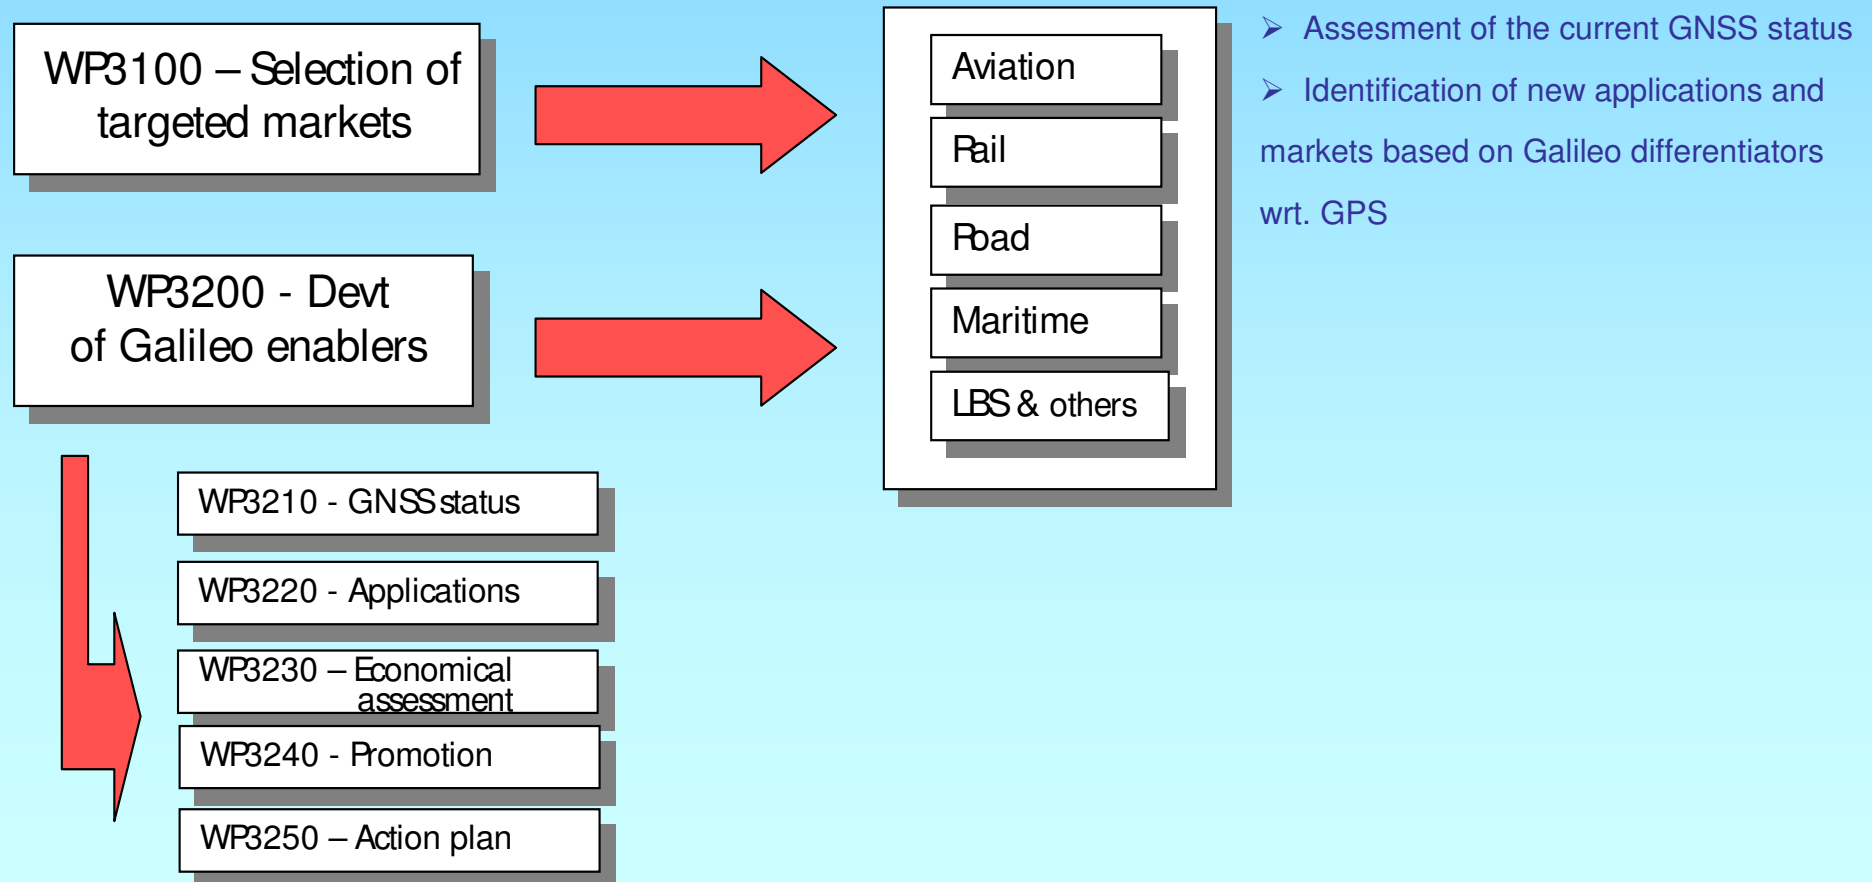 WP3100 – Selection of
targeted markets
WP3200 - Devt
of Galileo enablers
WP3210 - GNSS status
WP3220 - Applications
WP3230 – Economical
assessment
WP3240 - Promotion
WP3250 – Action plan
Aviation
Rail
Road
Maritime
LBS & others
➢ Assesment of the current GNSS status
➢ Identification of new applications and
markets based on Galileo differentiators
wrt. GPS